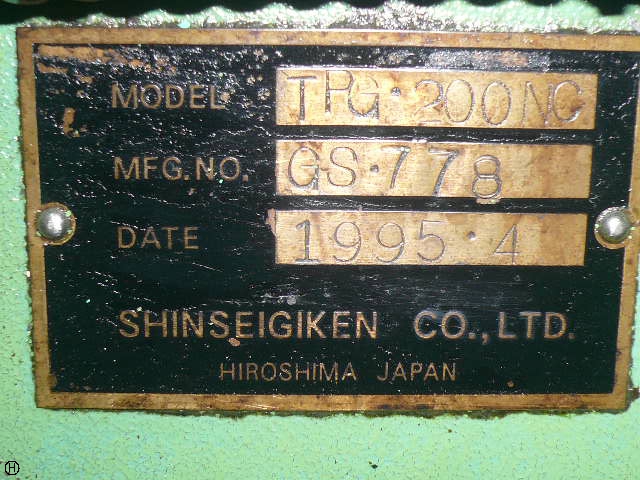 MODEL TPG・200NC
MFG.NO. GS・778
DATE 1995・4
SHINSEIGIKEN CO.,LTD.
HIROSHIMA JAPAN
H